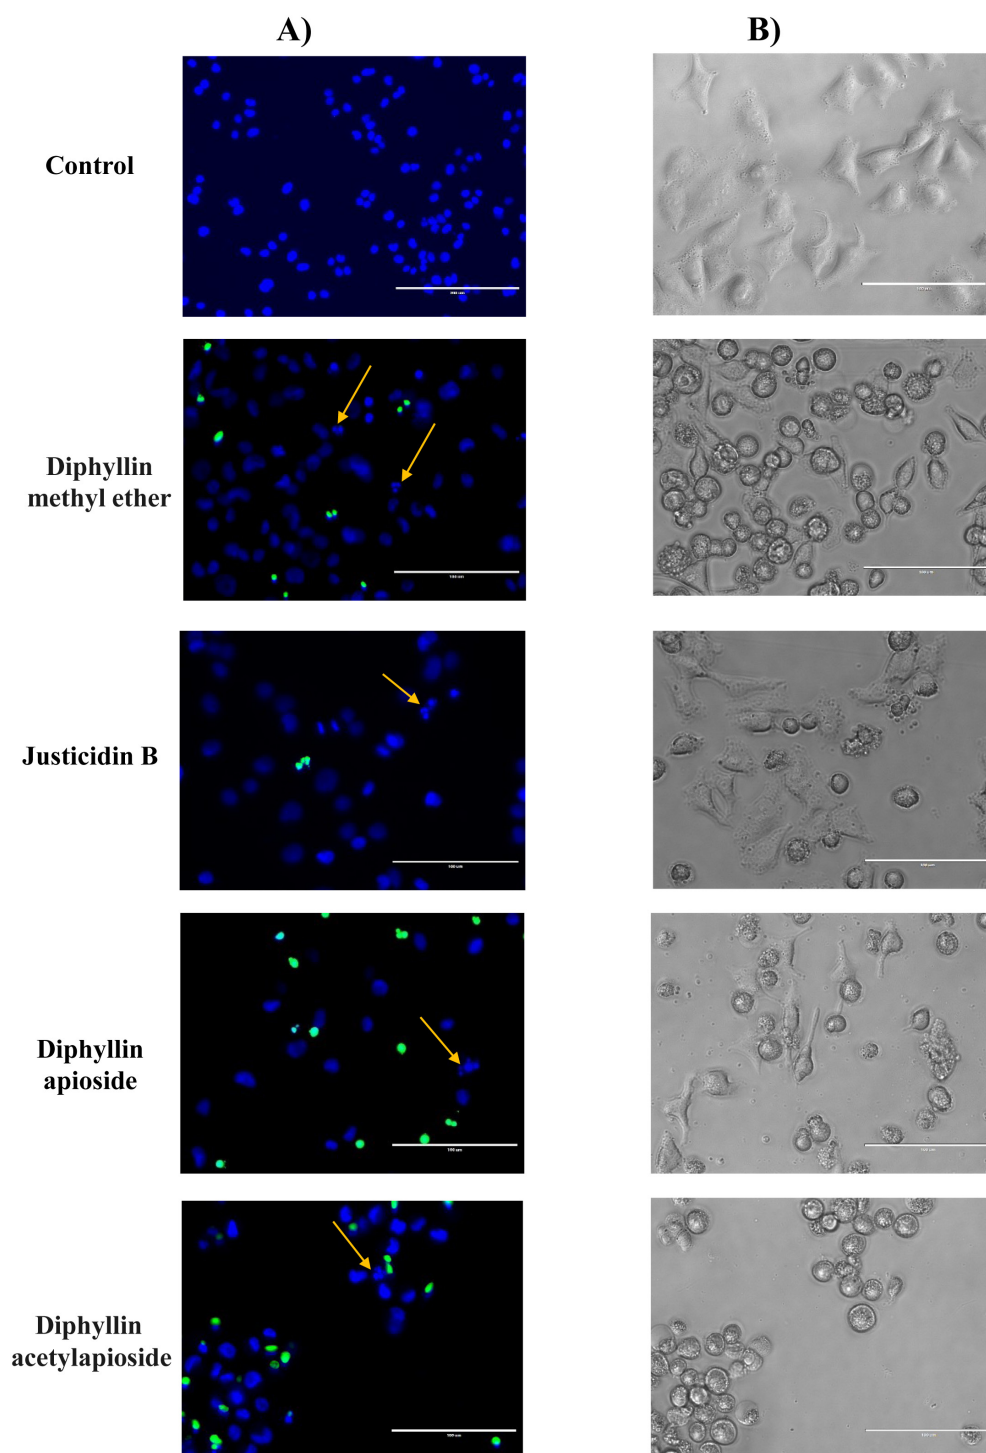 A)
B)
Control
Diphyllin
methyl ether
Justicidin B
Diphyllin
apioside
Diphyllin
acetylapioside